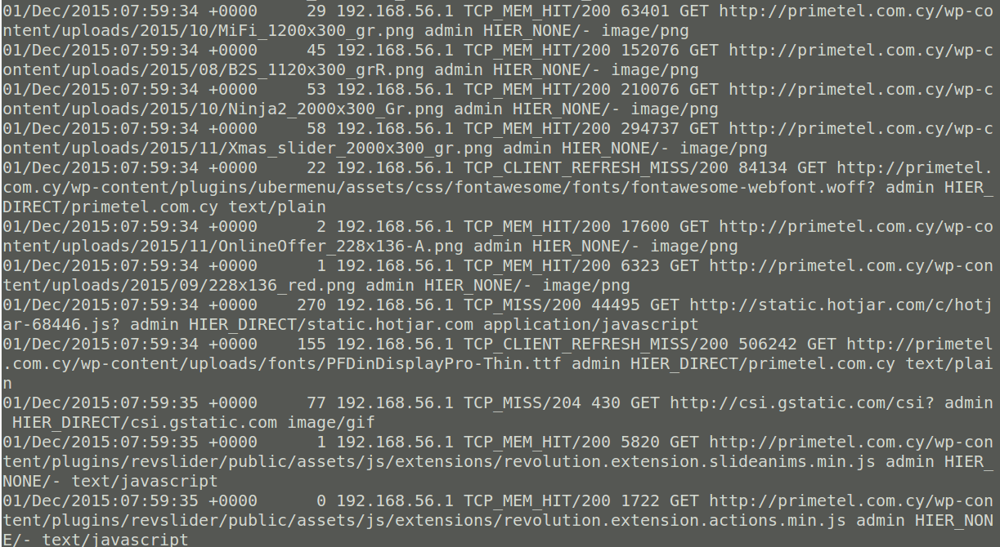 01/Dec/2015:07:59:34 +0000     29 192.168.56.1 TCP_MEM_HIT/200 63401 GET http://primetel.com.cy/wp-co
ntent/uploads/2015/10/MiFi_1200x300_gr.png admin HIER_NONE/- image/png
01/Dec/2015:07:59:34 +0000     45 192.168.56.1 TCP_MEM_HIT/200 152076 GET http://primetel.com.cy/wp-c
ontent/uploads/2015/08/B2S_1120x300_grR.png admin HIER_NONE/- image/png
01/Dec/2015:07:59:34 +0000     53 192.168.56.1 TCP_MEM_HIT/200 210076 GET http://primetel.com.cy/wp-c
ontent/uploads/2015/10/Ninja2_2000x300_Gr.png admin HIER_NONE/- image/png
01/Dec/2015:07:59:34 +0000     58 192.168.56.1 TCP_MEM_HIT/200 294737 GET http://primetel.com.cy/wp-c
ontent/uploads/2015/11/Xmas_slider_2000x300_gr.png admin HIER_NONE/- image/png
01/Dec/2015:07:59:34 +0000     22 192.168.56.1 TCP_CLIENT_REFRESH_MISS/200 84134 GET http://primetel.
com.cy/wp-content/plugins/ubermenu/assets/css/fontawesome/fonts/fontawesome-webfont.woff? admin HIER_
DIRECT/primetel.com.cy text/plain
01/Dec/2015:07:59:34 +0000      2 192.168.56.1 TCP_MEM_HIT/200 17600 GET http://primetel.com.cy/wp-co
ntent/uploads/2015/11/OnlineOffer_228x136-A.png admin HIER_NONE/- image/png
01/Dec/2015:07:59:34 +0000      1 192.168.56.1 TCP_MEM_HIT/200 6323 GET http://primetel.com.cy/wp-con
tent/uploads/2015/09/228x136_red.png admin HIER_NONE/- image/png
01/Dec/2015:07:59:34 +0000    270 192.168.56.1 TCP_MISS/200 44495 GET http://static.hotjar.com/c/hotj
ar-68446.js? admin HIER_DIRECT/static.hotjar.com application/javascript
01/Dec/2015:07:59:34 +0000    155 192.168.56.1 TCP_CLIENT_REFRESH_MISS/200 506242 GET http://primetel
.com.cy/wp-content/uploads/fonts/PFDinDisplayPro-Thin.ttf admin HIER_DIRECT/primetel.com.cy text/plai
n
01/Dec/2015:07:59:35 +0000     77 192.168.56.1 TCP_MISS/204 430 GET http://csi.gstatic.com/csi? admin
 HIER_DIRECT/csi.gstatic.com image/gif
01/Dec/2015:07:59:35 +0000      1 192.168.56.1 TCP_MEM_HIT/200 5820 GET http://primetel.com.cy/wp-con
tent/plugins/revslider/public/assets/js/extensions/revolution.extension.slideanims.min.js admin HIER_
NONE/- text/javascript
01/Dec/2015:07:59:35 +0000      0 192.168.56.1 TCP_MEM_HIT/200 1722 GET http://primetel.com.cy/wp-con
tent/plugins/revslider/public/assets/js/extensions/revolution.extension.actions.min.js admin HIER_NON
E/- text/javascript